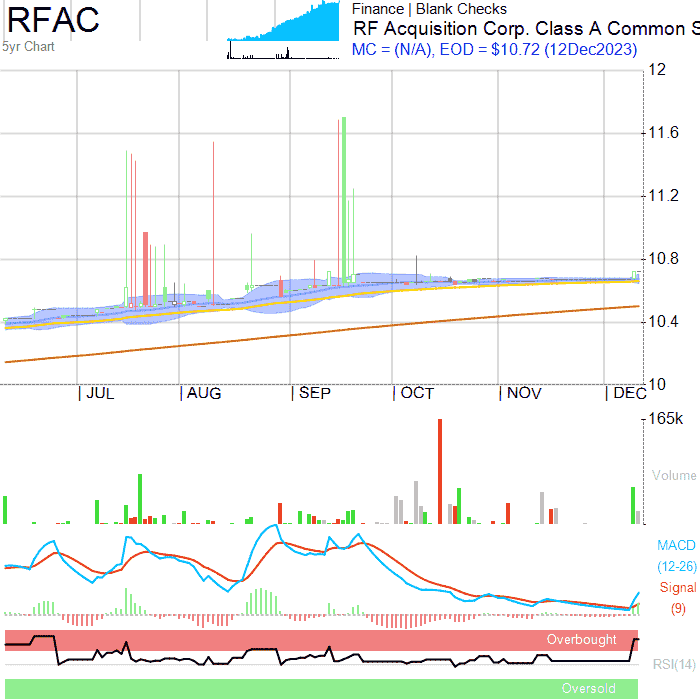 RFAC
5yr Chart
Finance | Blank Checks
RF Acquisition Corp. Class A Common S
MC = (N/A), EOD = $10.72 (12Dec2023)
12
11.6
11.2
10.8
10.4
10
JUL AUG SEP OCT NOV DEC
165k
Volume
MACD
(12-26)
Signal
(9)
Overbought
RSI(14)
Oversold